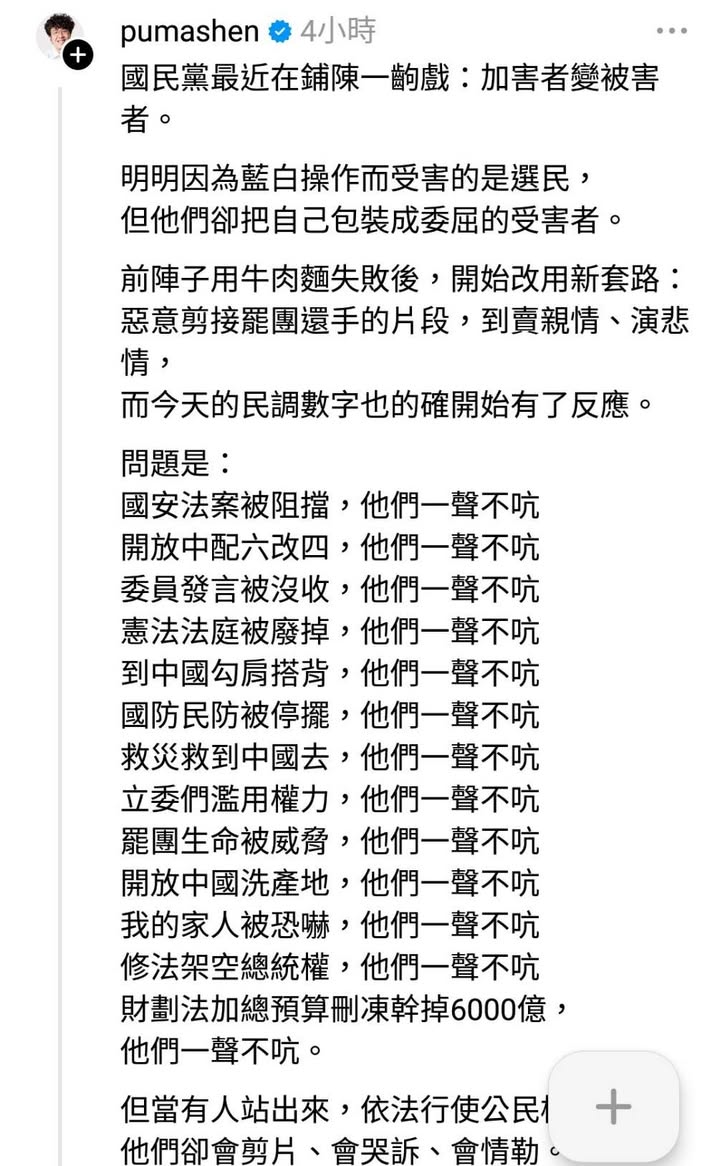 pumashen 4小時
國民黨最近在鋪陳一齣戲：加害者變被害
者。
明明因為藍白操作而受害的是選民，
但他們卻把自己包裝成委屈的受害者。
前陣子用牛肉麵失敗後，開始改用新套路：
惡意剪接罷團還手的片段，到賣親情、演悲
情，
而今天的民調數字也的確開始有了反應。
問題是：
國安法案被阻擋，他們一聲不吭
開放中配六改四，他們一聲不吭
委員發言被沒收，他們一聲不吭
憲法法庭被廢掉，他們一聲不吭
到中國勾肩搭背，他們一聲不吭
國防民防被停擺，他們一聲不吭
救災救到中國去，他們一聲不吭
立委們濫用權力，他們一聲不吭
罷團生命被威脅，他們一聲不吭
開放中國洗產地，他們一聲不吭
我的家人被恐嚇，他們一聲不吭
修法架空總統權，他們一聲不吭
財劃法加總預算刪凍幹掉6000億，
他們一聲不吭。
但當有人站出來，依法行使公民
他們卻會剪片、會哭訴、會情勒。